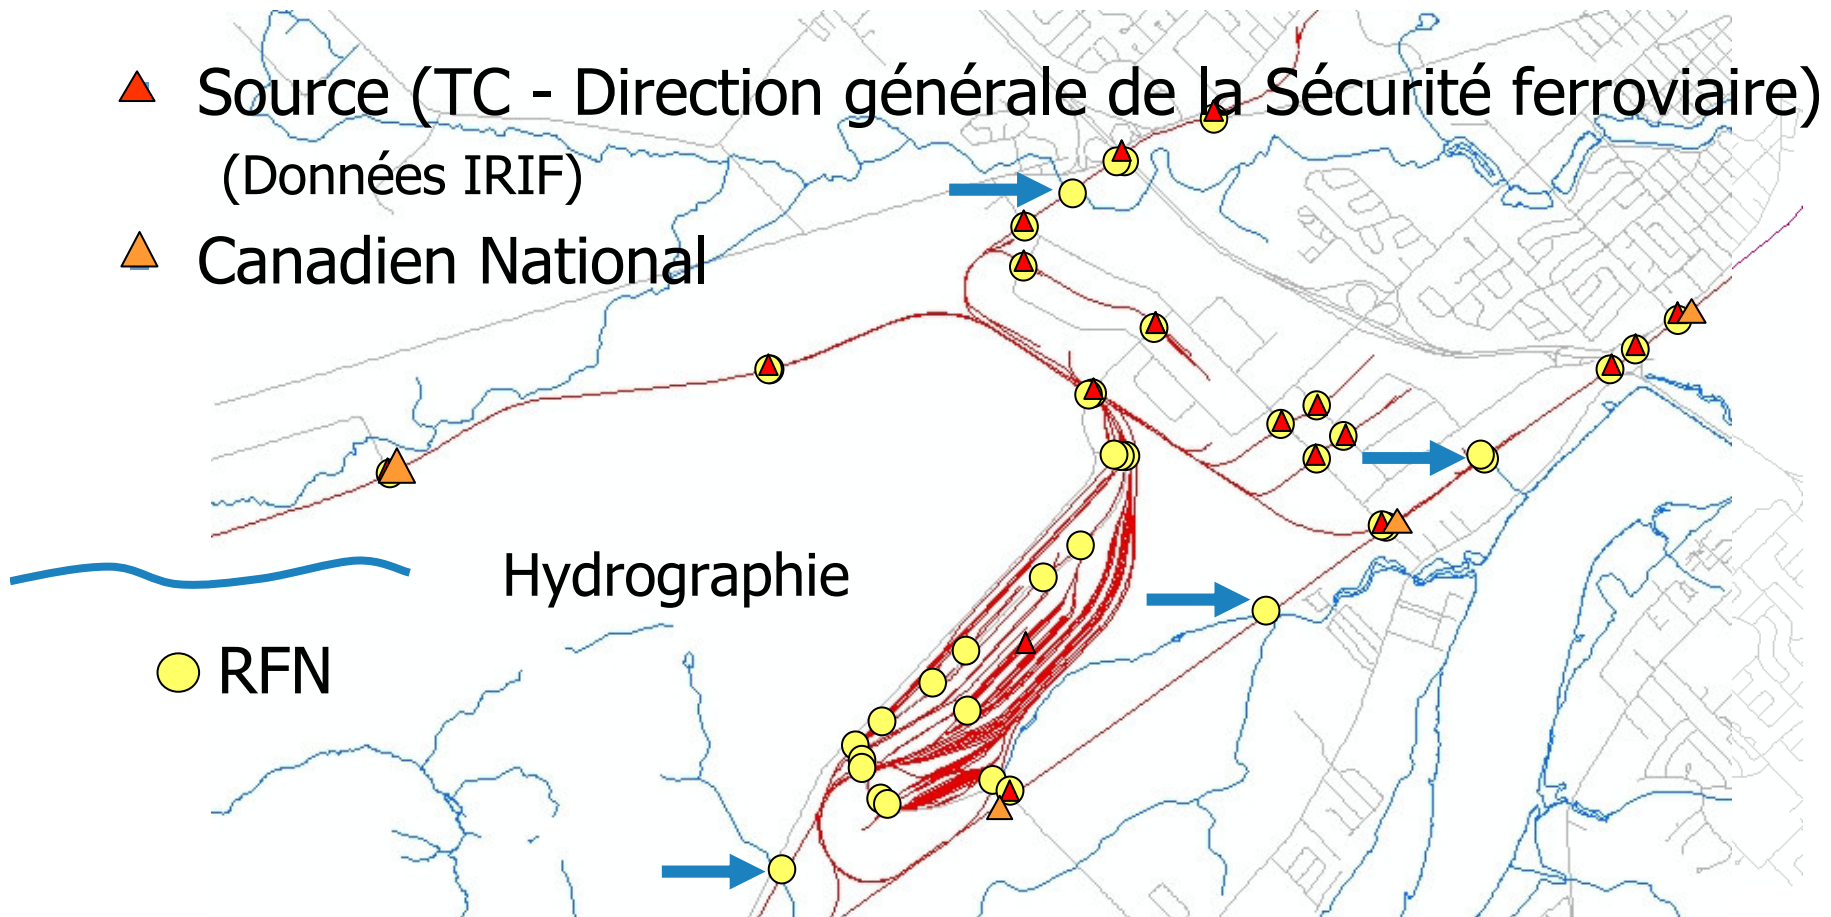 Source (TC - Direction générale de la Sécurité ferroviaire)
(Données IRIF)
Canadien National
Hydrographie
RFN